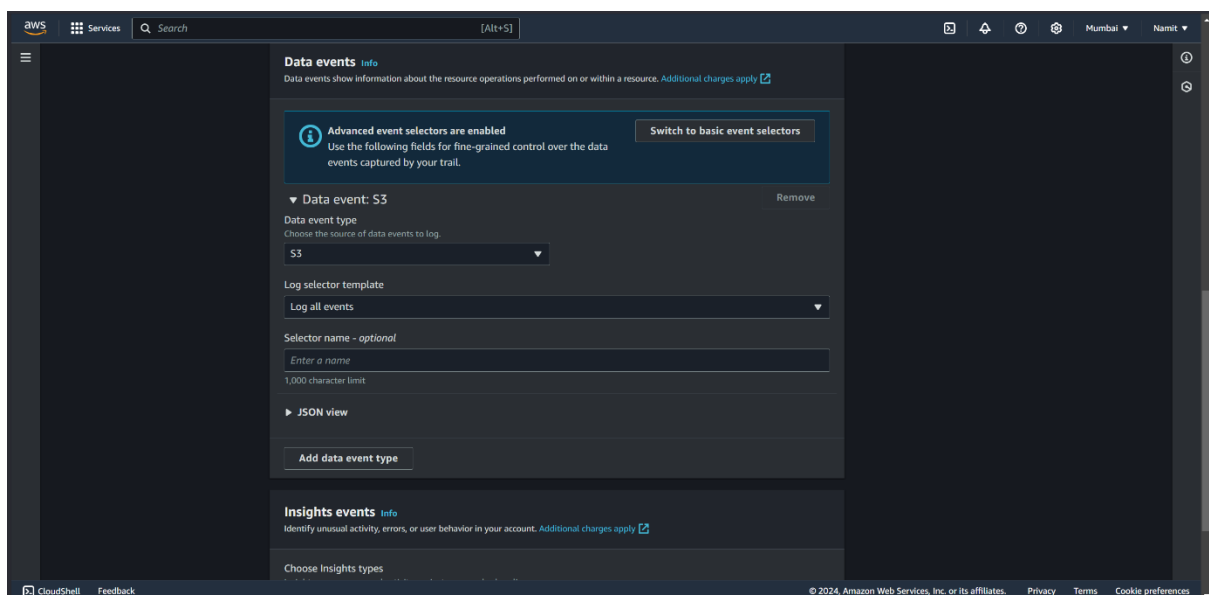 aws Services Search [Alt+S] Mumbai Namit
Data events Info
Data events show information about the resource operations performed on or within a resource. Additional charges apply
Advanced event selectors are enabled
Switch to basic event selectors
Use the following fields for fine-grained control over the data
events captured by your trail.
Data event: S3
Remove
Data event type
Choose the source of data events to log.
S3
Log selector template
Log all events
Selector name - optional
Enter a name
1,000 character limit
JSON view
Add data event type
Insights events Info
Identify unusual activity, errors, or user behavior in your account. Additional charges apply
Choose Insights types
CloudShell Feedback © 2024, Amazon Web Services, Inc. or its affiliates. Privacy Terms Cookie preferences